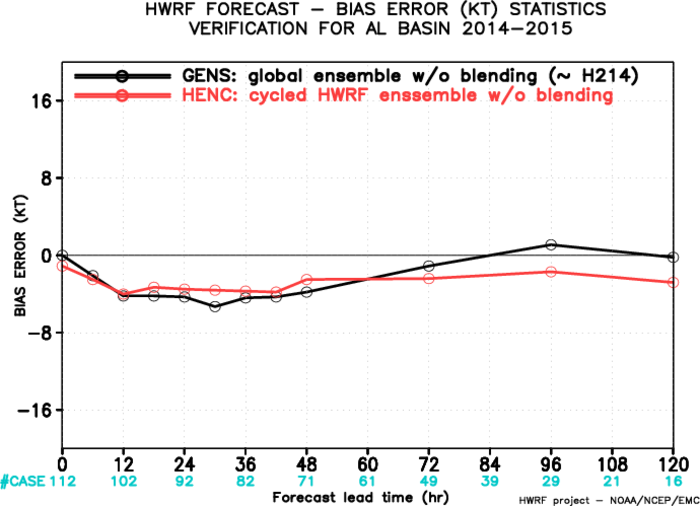 HWRF FORECAST – BIAS ERROR (KT) STATISTICS
VERIFICATION FOR AL BASIN 2014–2015
GENS: global ensemble w/o blending (~ H214)
HENC: cycled HWRF enssemble w/o blending
16
8
0
−8
−16
BIAS ERROR (KT)
0 12 24 36 48 60 72 84 96 108 120
#CASE 112 102 92 82 71 61 49 39 29 21 16
Forecast lead time (hr)
HWRF project – NOAA/NCEP/EMC